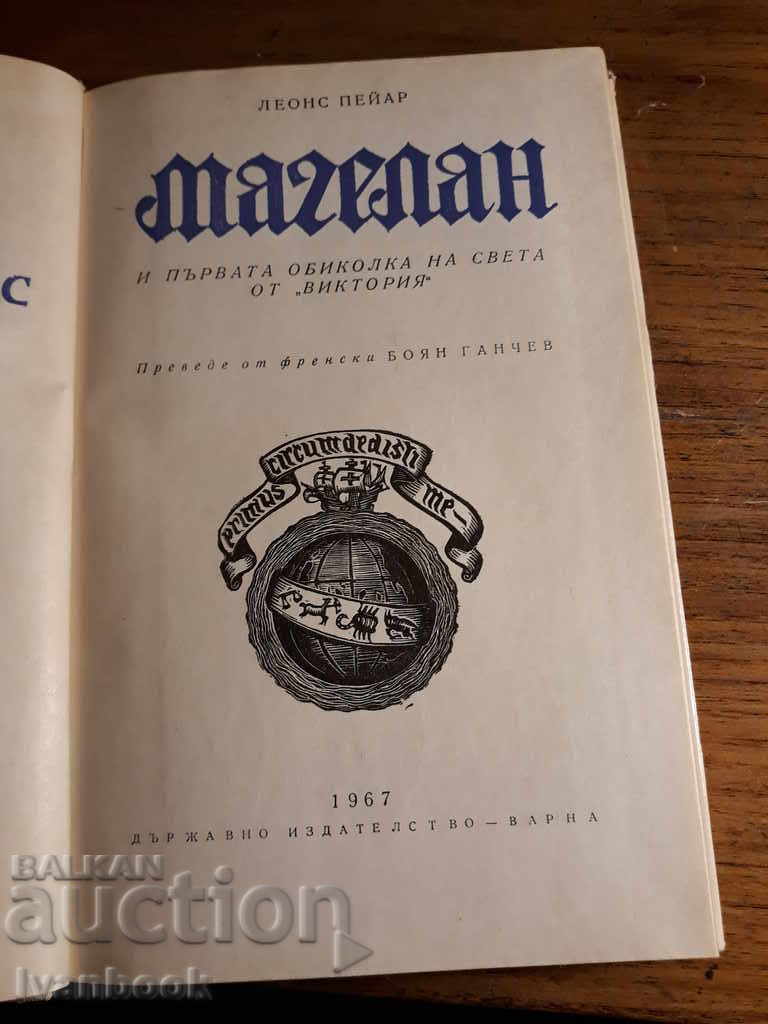 С
ЛЕОНС ПЕЙАР
Магелан
И ПЪРВАТА ОБИКОЛКА НА СВЕТА
ОТ „ВИКТОРИЯ“
Преведе от френски БОЯН ГАНЧЕВ
primus circumdedisti me—
1967
ДЪРЖАВНО ИЗДАТЕЛСТВО — ВАРНА
BALKAN
auction
Ivanbook